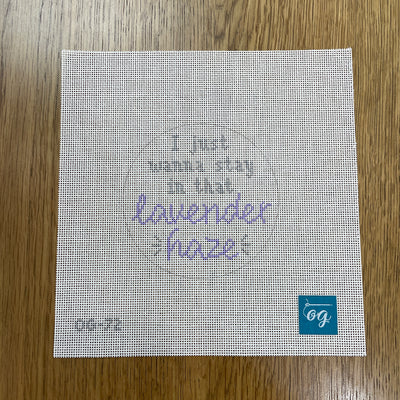 I just
wanna stay
in that
lavender
haze
OG-72
og